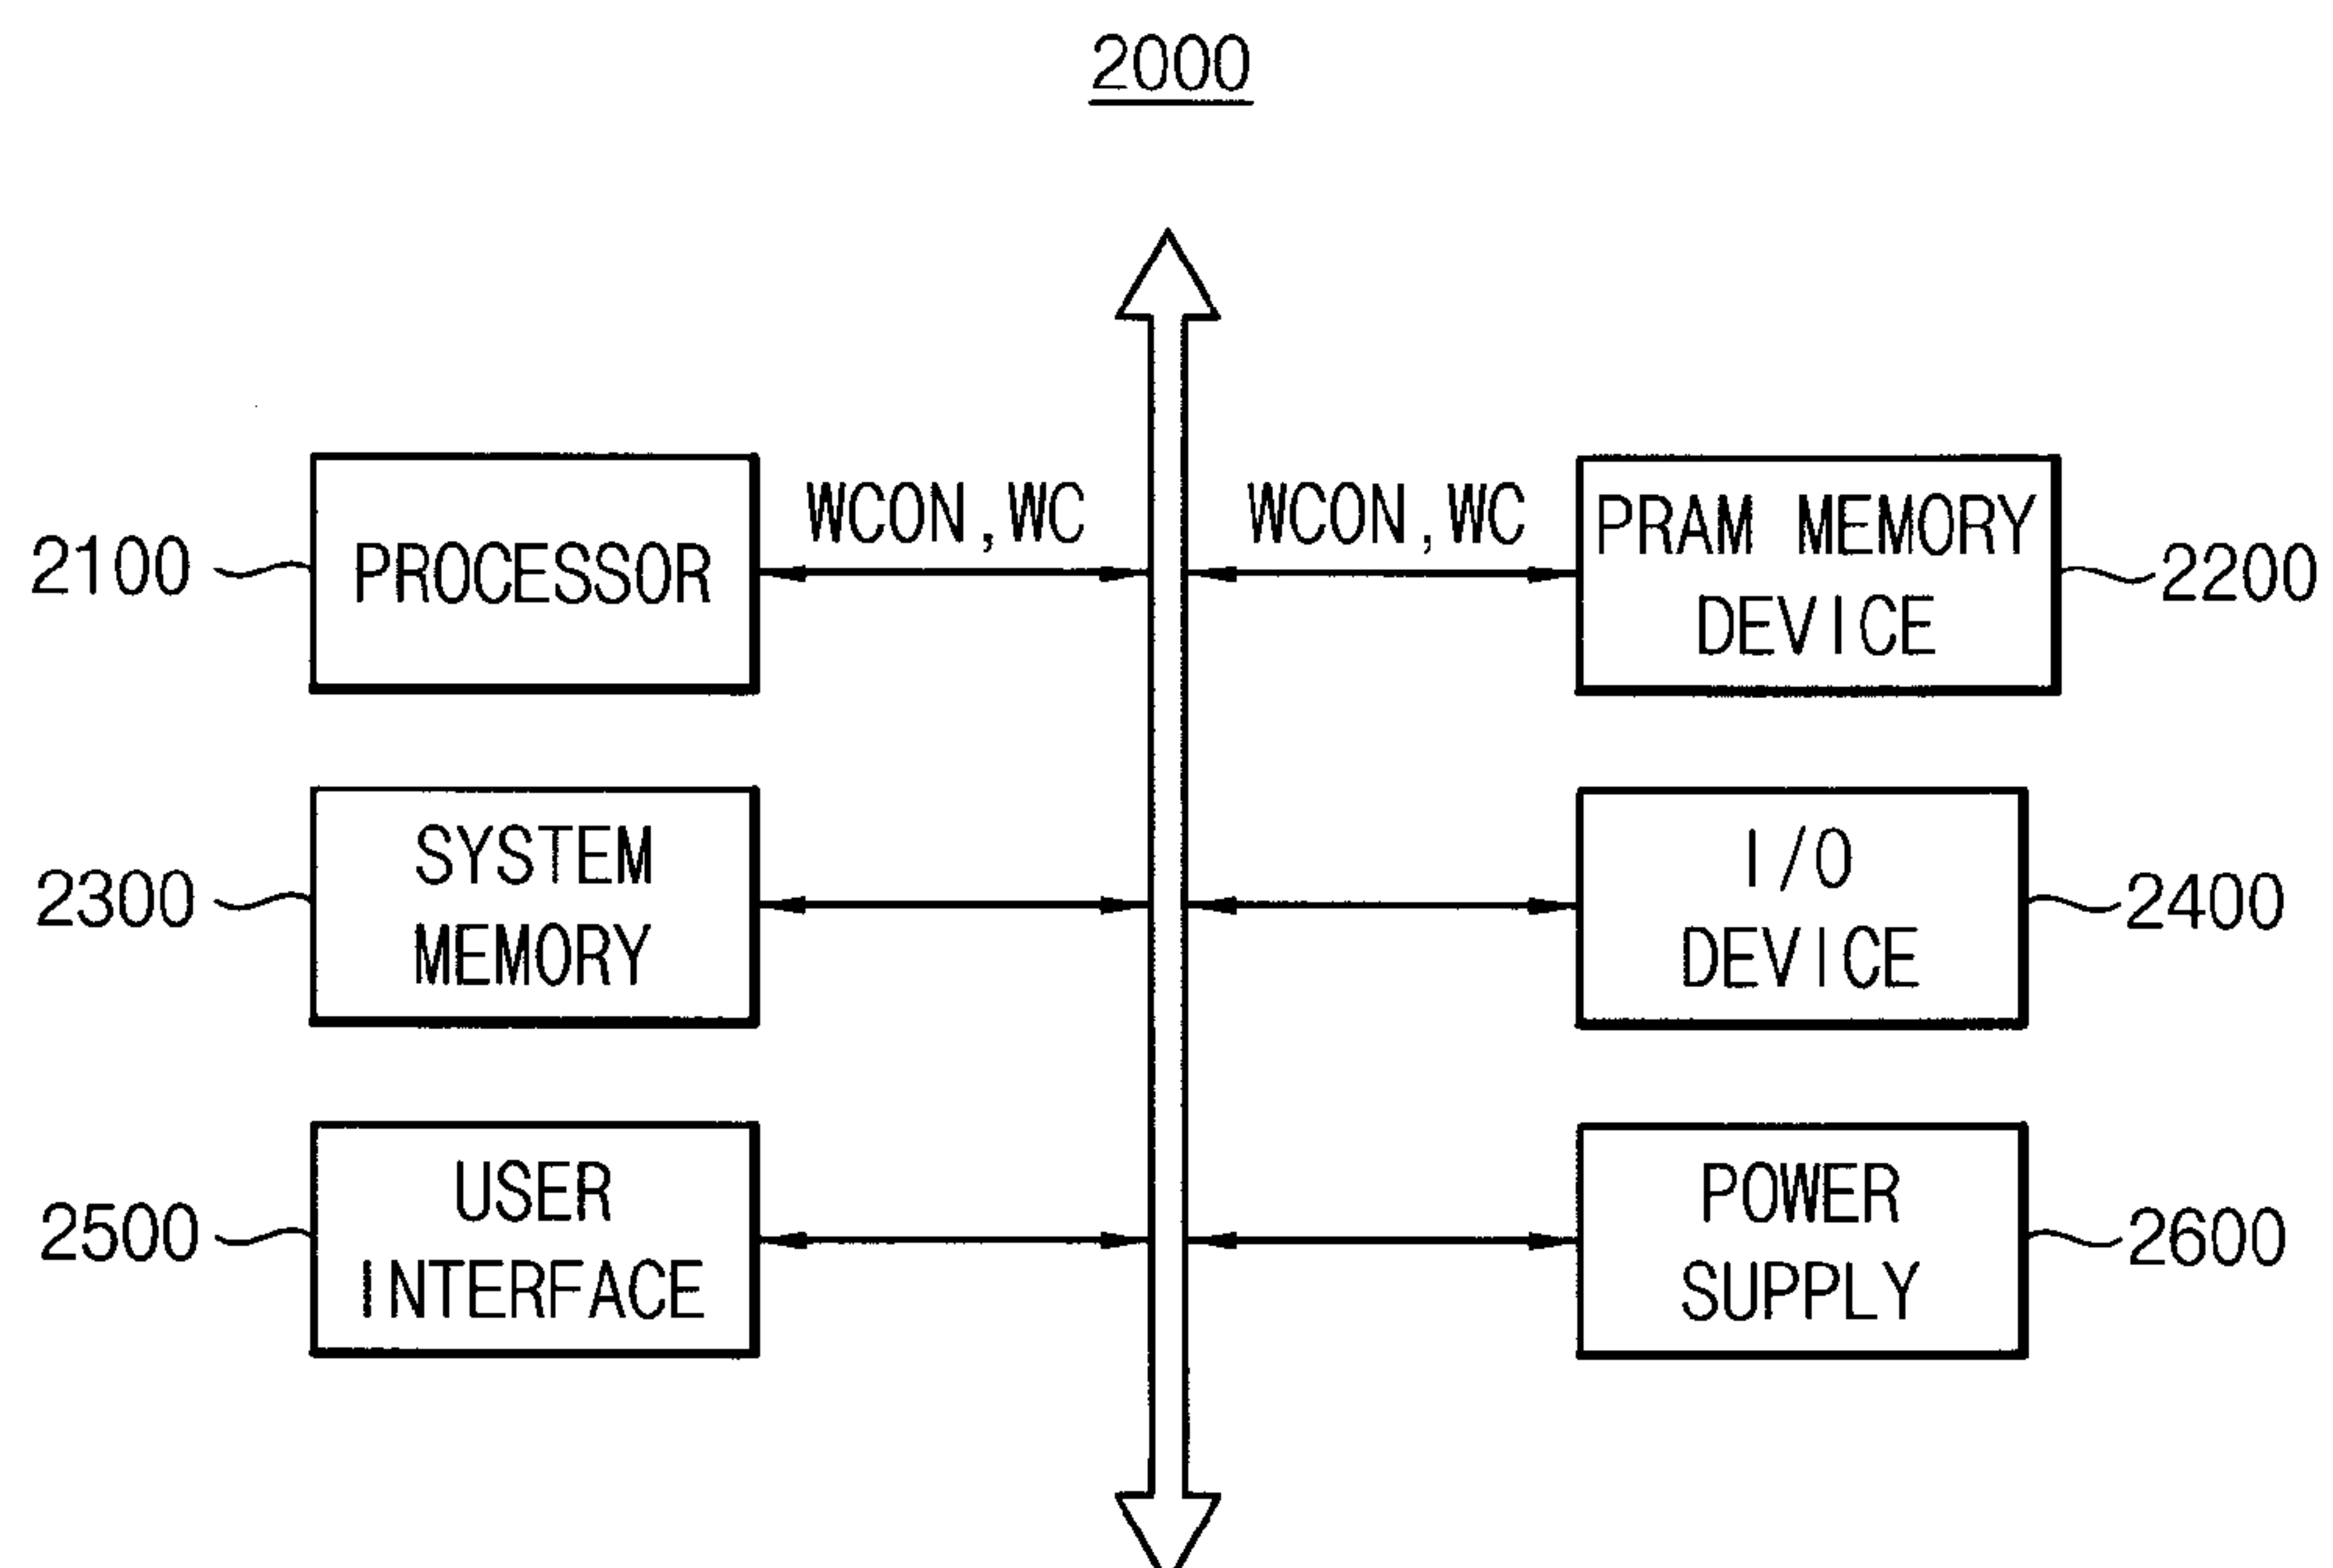 2000
2100
PROCESSOR
WCON, WC
WCON, WC
PRAM MEMORY
DEVICE
2200
2300
SYSTEM
MEMORY
I/O
DEVICE
2400
2500
USER
INTERFACE
POWER
SUPPLY
2600